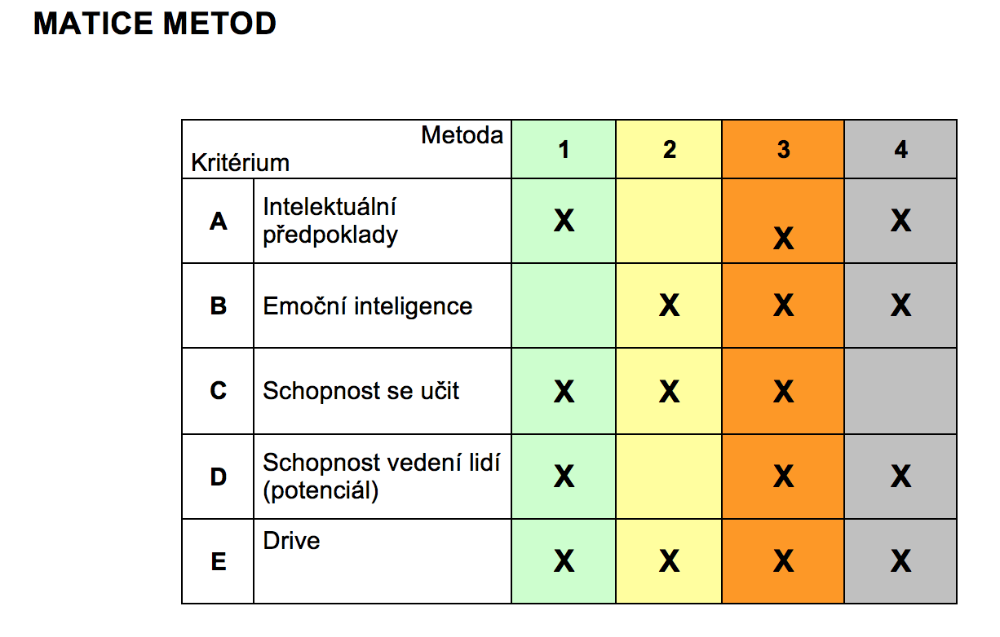 MATICE METOD
Metoda
Kritérium
1 2 3 4
A Intelektuální
předpoklady X X X
B Emoční inteligence X X X
C Schopnost se učit X X X
D Schopnost vedení lidí
(potenciál) X X X
E Drive X X X X